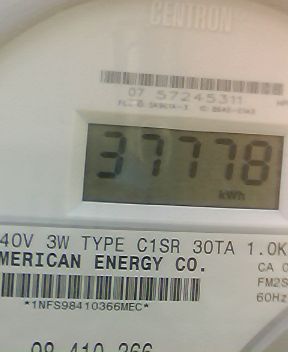 CENTRON
07 57245311
37778
kWh
40V 3W TYPE C1SR 30TA 1.0K
MERICAN ENERGY CO.
CA 0
FM2S
60Hz
*1NFS98410366MEC*
98 410 366